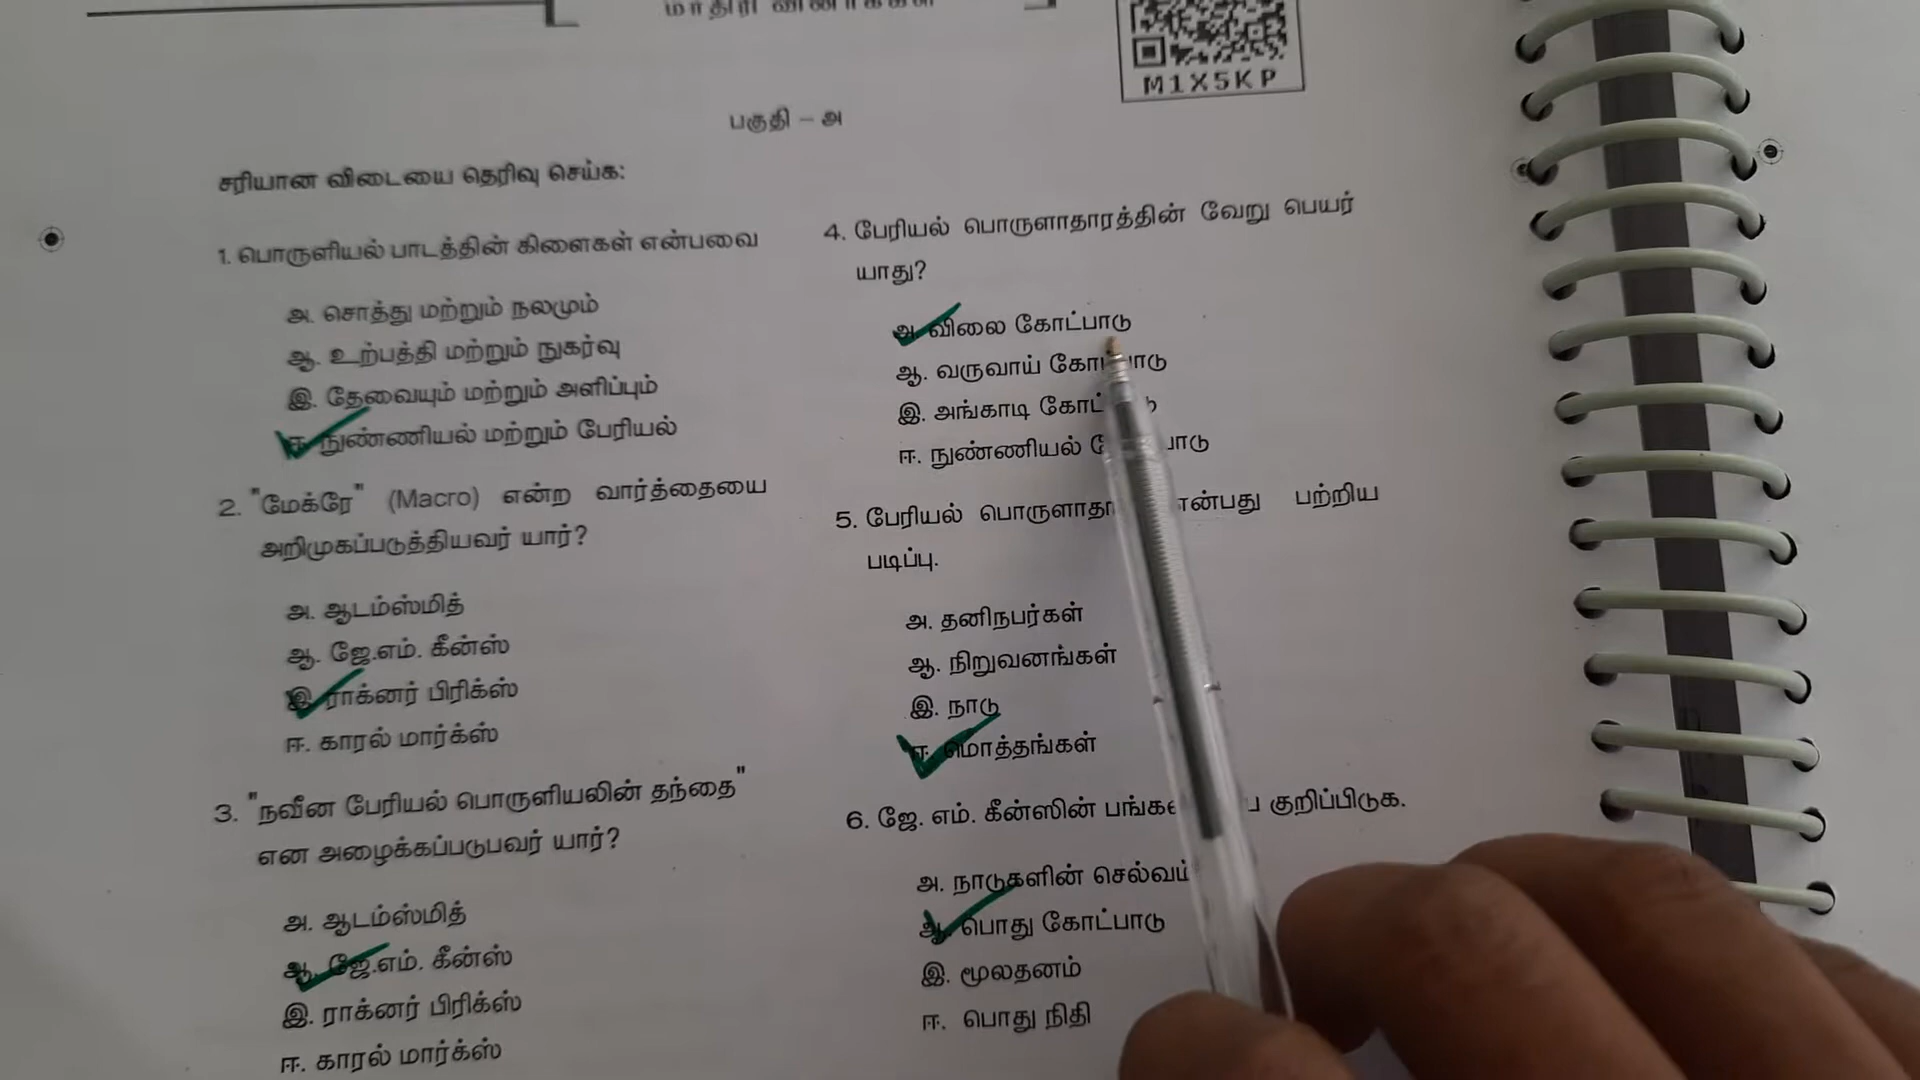 மாதிரி வினாக்கள்
M1X5KP
பகுதி – அ
சரியான விடையை தெரிவு செய்க:
1. பொருளியல் பாடத்தின் கிளைகள் என்பவை
அ. சொத்து மற்றும் நலமும்
ஆ. உற்பத்தி மற்றும் நுகர்வு
இ. தேவையும் மற்றும் அளிப்பும்
ஈ. நுண்ணியல் மற்றும் பேரியல்
2. "மேக்ரே" (Macro) என்ற வார்த்தையை
அறிமுகப்படுத்தியவர் யார்?
அ. ஆடம்ஸ்மித்
ஆ. ஜே.எம். கீன்ஸ்
இ. ராக்னர் பிரிக்ஸ்
ஈ. காரல் மார்க்ஸ்
3. "நவீன பேரியல் பொருளியலின் தந்தை"
என அழைக்கப்படுபவர் யார்?
அ. ஆடம்ஸ்மித்
ஆ. ஜே.எம். கீன்ஸ்
இ. ராக்னர் பிரிக்ஸ்
ஈ. காரல் மார்க்ஸ்
4. பேரியல் பொருளாதாரத்தின் வேறு பெயர்
யாது?
அ. விலை கோட்பாடு
ஆ. வருவாய் கோட்பாடு
இ. அங்காடி கோட்பாடு
ஈ. நுண்ணியல் கோட்பாடு
5. பேரியல் என்பது பற்றிய
படிப்பு.
அ. தனிநபர்கள்
ஆ. நிறுவனங்கள்
இ. நாடு
ஈ. மொத்தங்கள்
6. ஜே. எம். கீன்ஸின் குறிப்பிடுக.
அ. நாடுகளின் செல்வம்
ஆ. பொது கோட்பாடு
இ. மூலதனம்
ஈ. பொது நிதி